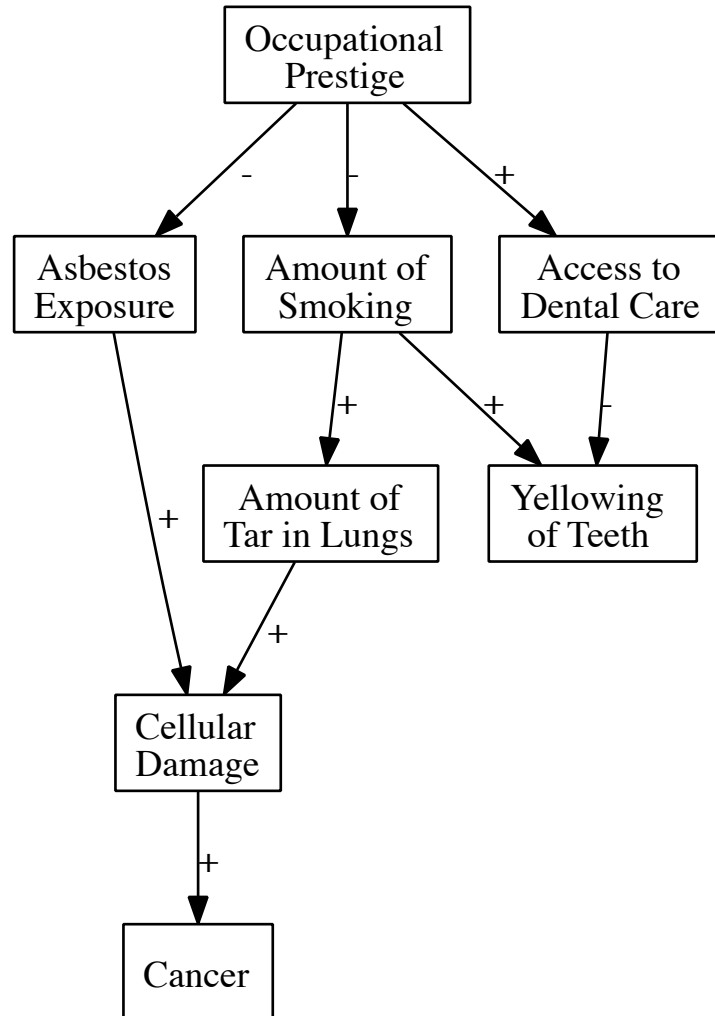 Occupational
Prestige
-
-
+
Asbestos
Exposure
Amount of
Smoking
Access to
Dental Care
+
+
-
Amount of
Tar in Lungs
Yellowing
of Teeth
+
+
Cellular
Damage
+
Cancer